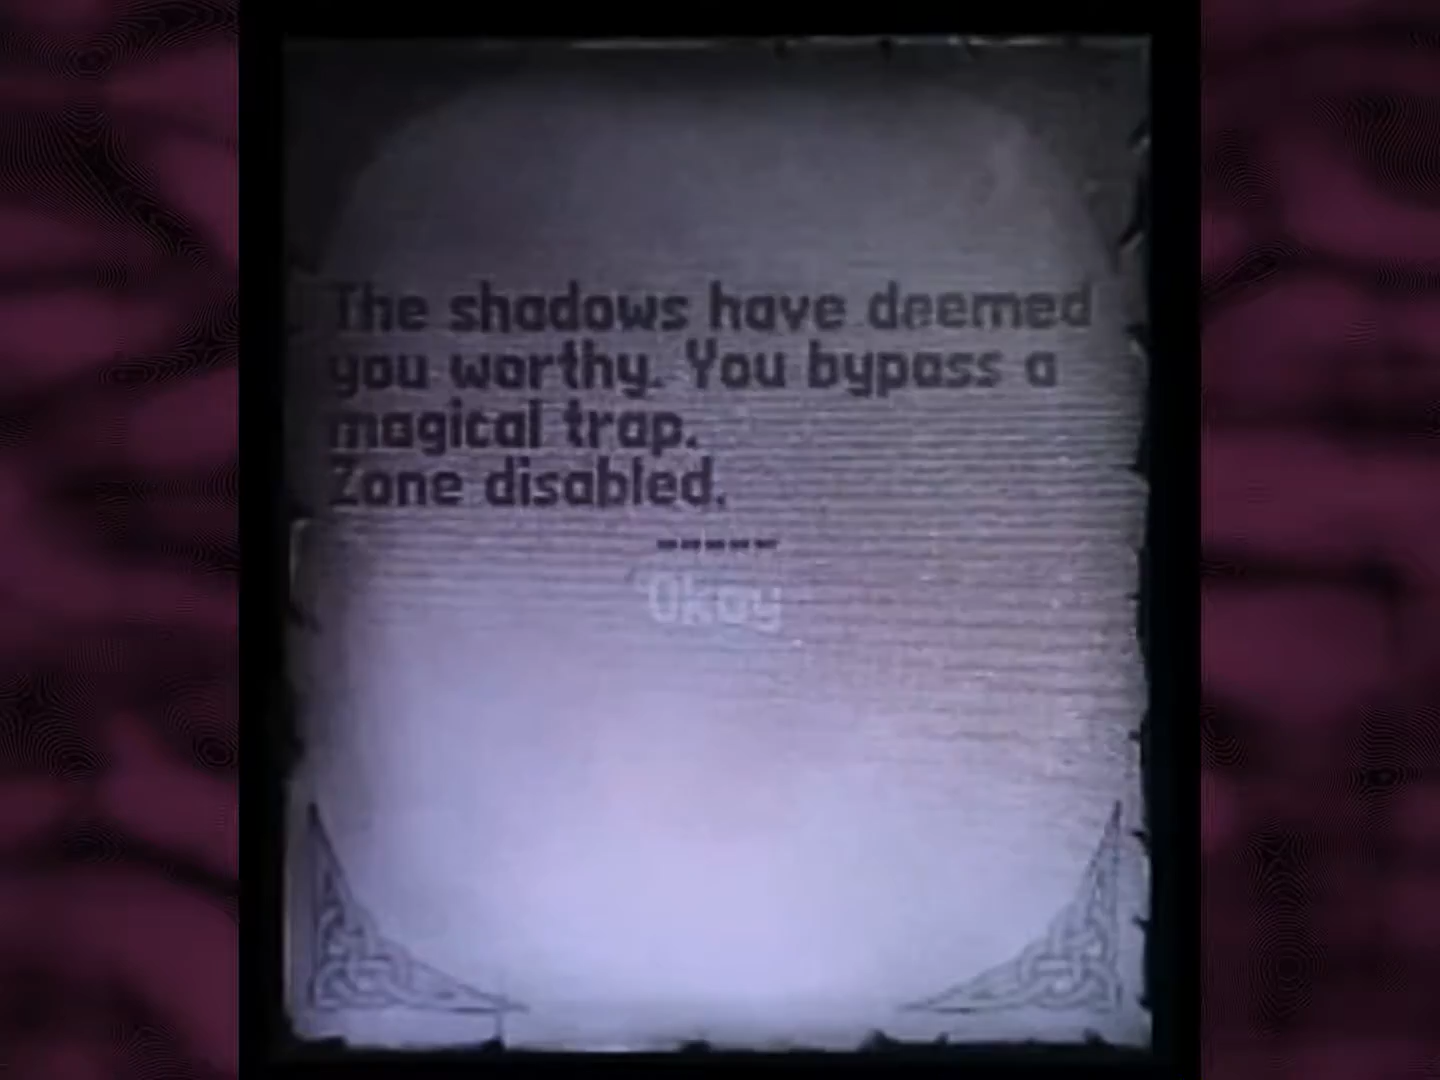 The shadows have deemed
you worthy. You bypass a
magical trap.
Zone disabled.
-----
Okay